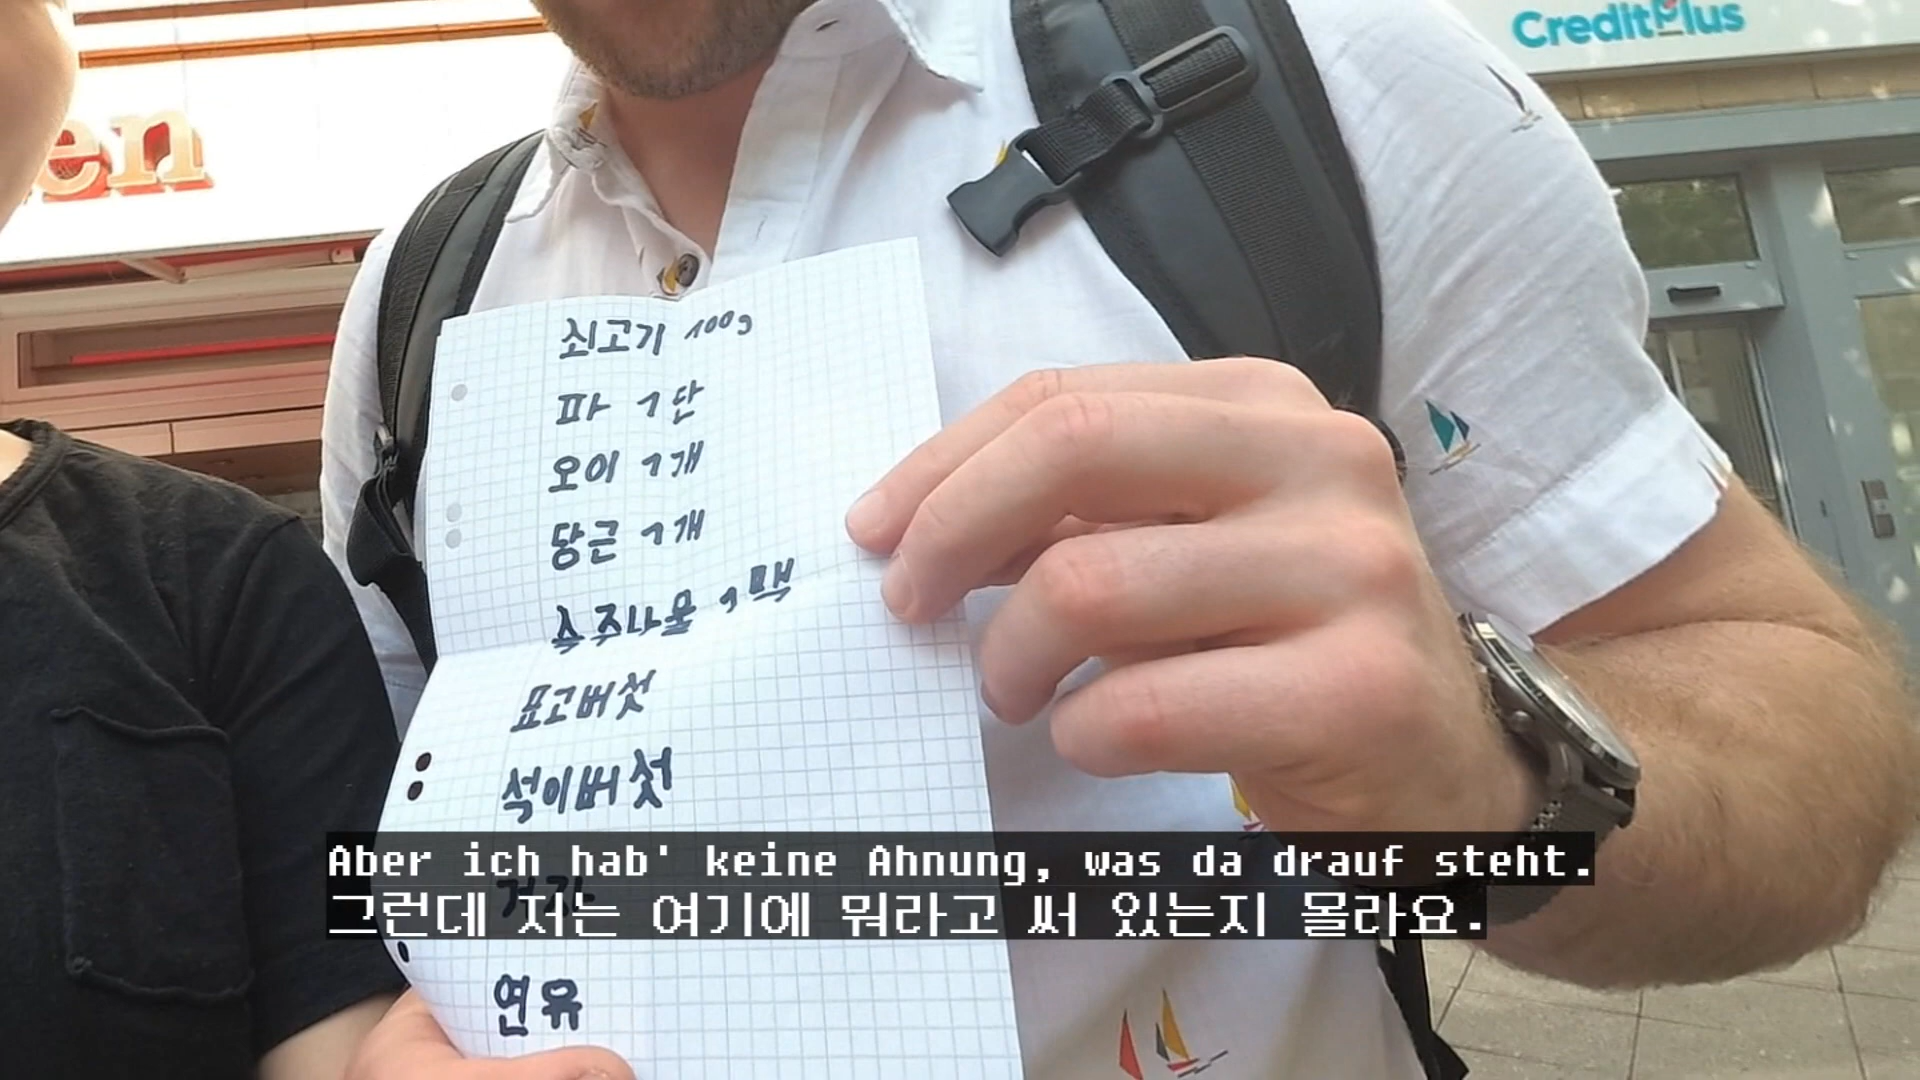 CreditPlus
en
쇠고기 100g
파 1단
오이 1개
당근 1개
숙주나물 1팩
표고버섯
석이버섯
겨자
Aber ich hab' keine Ahnung, was da drauf steht.
그런데 저는 여기에 뭐라고 써 있는지 몰라요.
연유